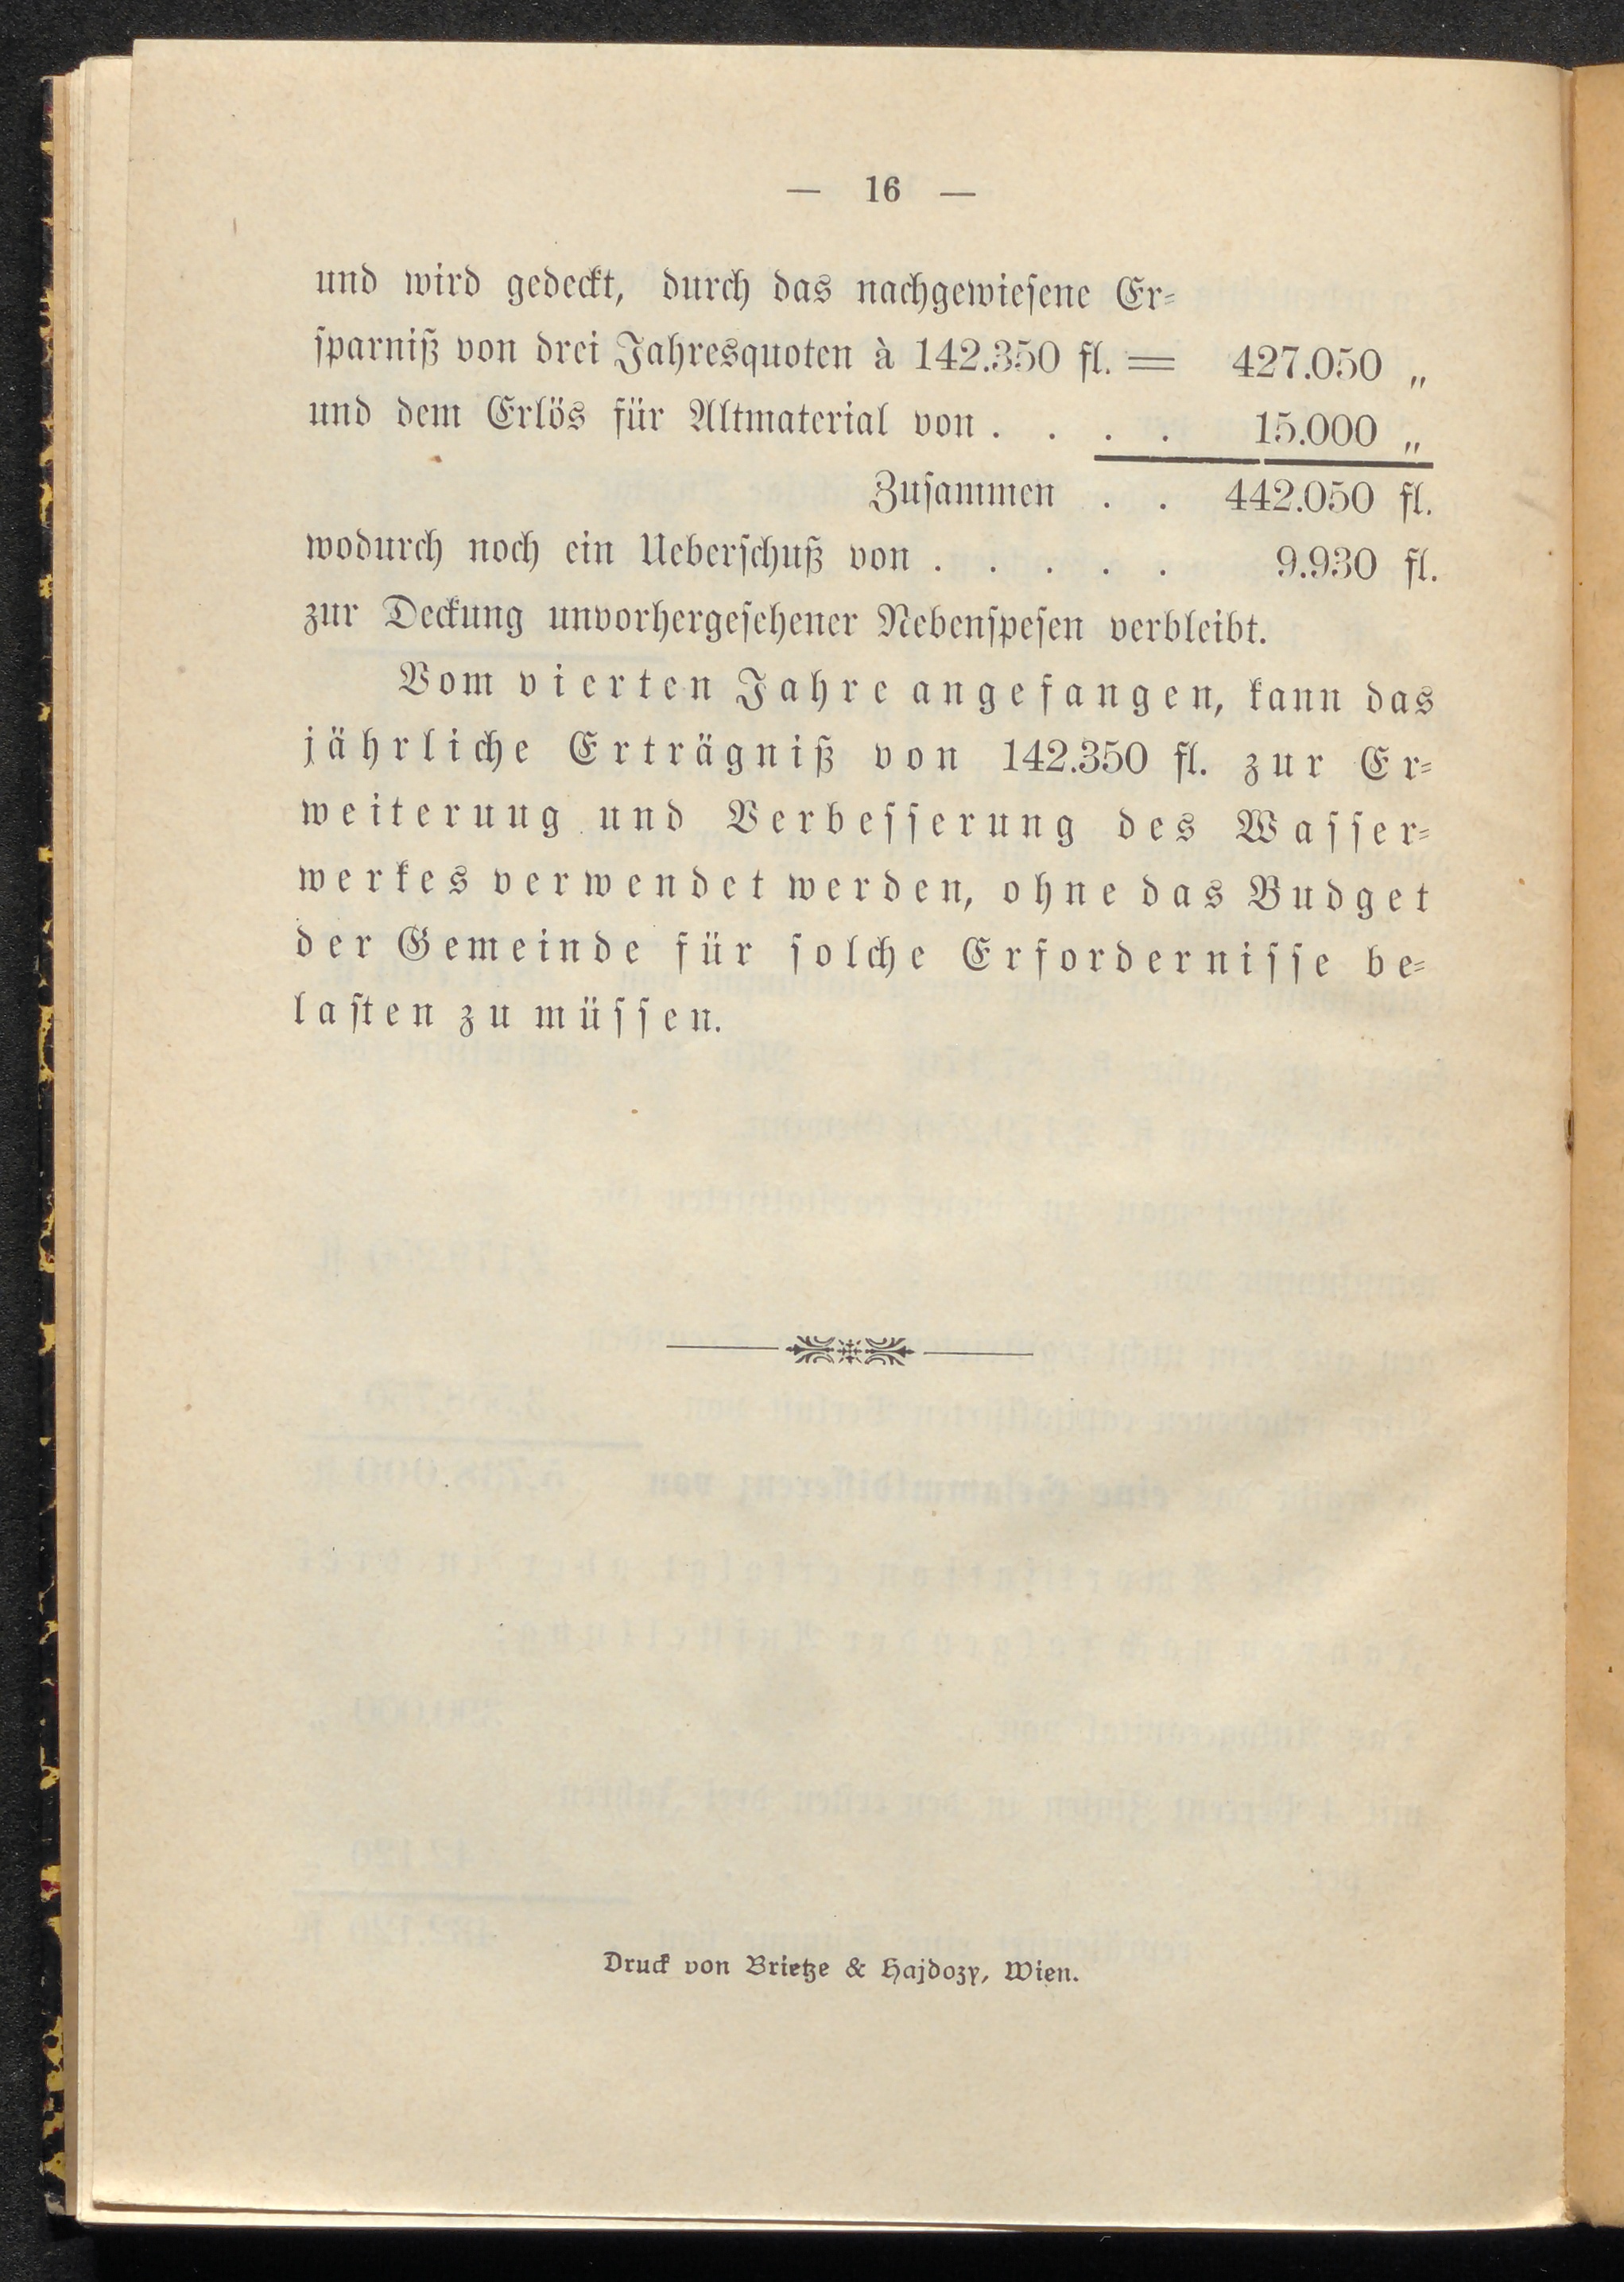 — 16 —
und wird gedeckt, durch das nachgewiesene Er-
sparniß von drei Jahresquoten à 142.350 fl. = 427.050 „
und dem Erlös für Altmaterial von . . . . 15.000 „
Zusammen . . 442.050 fl.
wodurch noch ein Ueberschuß von . . . . . 9.930 fl.
zur Deckung unvorhergesehener Nebenspesen verbleibt.
Vom vierten Jahre angefangen, kann das
jährliche Erträgniß von 142.350 fl. zur Er-
weiterung und Verbesserung des Wasser-
werkes verwendet werden, ohne das Budget
der Gemeinde für solche Erfordernisse be-
lasten zu müssen.
Druck von Brietze & Hajdozy, Wien.